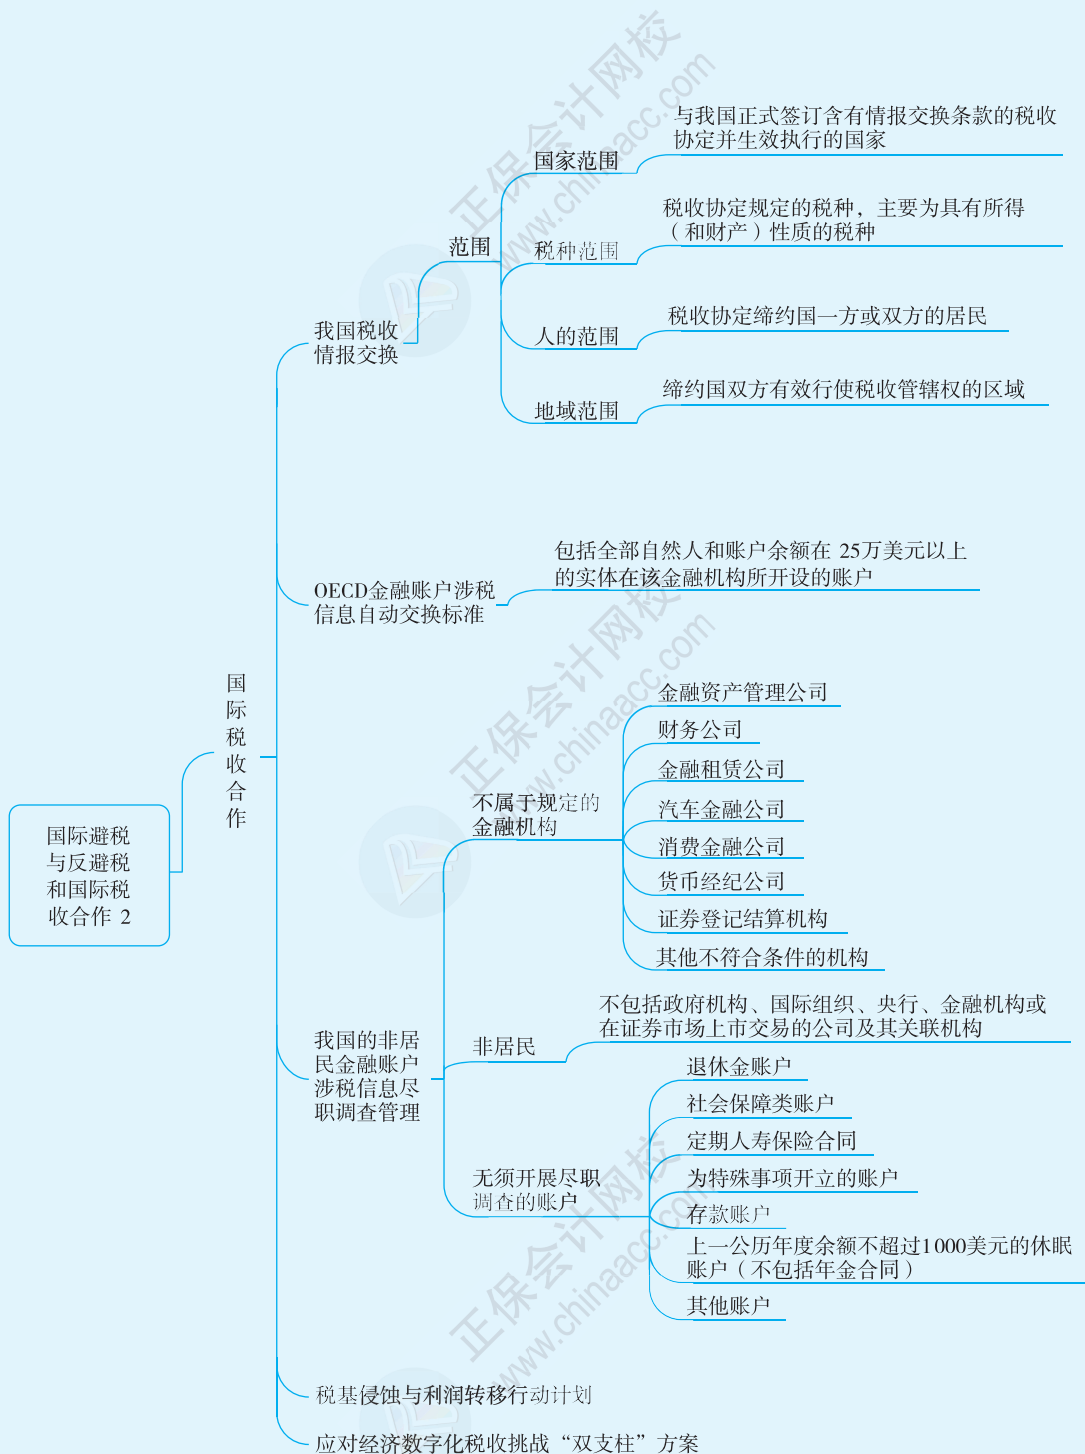 国际避税
与反避税
和国际税
收合作 2
国
际
税
收
合
作
我国税收
情报交换
范围
国家范围
与我国正式签订含有情报交换条款的税收
协定并生效执行的国家
税种范围
税收协定规定的税种，主要为具有所得
（和财产）性质的税种
人的范围
税收协定缔约国一方或双方的居民
地域范围
缔约国双方有效行使税收管辖权的区域
OECD金融账户涉税
信息自动交换标准
包括全部自然人和账户余额在 25万美元以上
的实体在该金融机构所开设的账户
我国的非居
民金融账户
涉税信息尽
职调查管理
不属于规定的
金融机构
金融资产管理公司
财务公司
金融租赁公司
汽车金融公司
消费金融公司
货币经纪公司
证券登记结算机构
其他不符合条件的机构
非居民
不包括政府机构、国际组织、央行、金融机构或
在证券市场上市交易的公司及其关联机构
无须开展尽职
调查的账户
退休金账户
社会保障类账户
定期人寿保险合同
为特殊事项开立的账户
存款账户
上一公历年度余额不超过1000美元的休眠
账户（不包括年金合同）
其他账户
税基侵蚀与利润转移行动计划
应对经济数字化税收挑战“双支柱”方案
正保会计网校
www.chinaacc.com
正保会计网校
www.chinaacc.com
正保会计网校
www.chinaacc.com